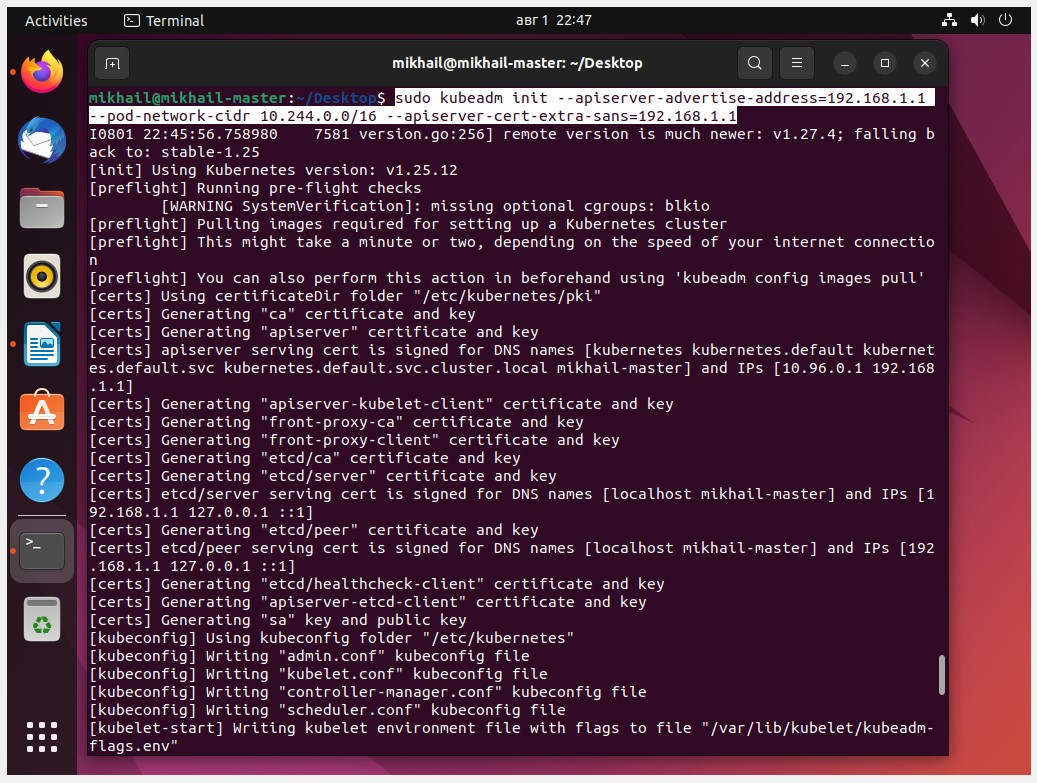 Activities
Terminal
авг 1 22:47
mikhail@mikhail-master: ~/Desktop
mikhail@mikhail-master:~/Desktop$ sudo kubeadm init --apiserver-advertise-address=192.168.1.1
--pod-network-cidr 10.244.0.0/16 --apiserver-cert-extra-sans=192.168.1.1
I0801 22:45:56.758980    7581 version.go:256] remote version is much newer: v1.27.4; falling b
ack to: stable-1.25
[init] Using Kubernetes version: v1.25.12
[preflight] Running pre-flight checks
        [WARNING SystemVerification]: missing optional cgroups: blkio
[preflight] Pulling images required for setting up a Kubernetes cluster
[preflight] This might take a minute or two, depending on the speed of your internet connectio
n
[preflight] You can also perform this action in beforehand using 'kubeadm config images pull'
[certs] Using certificateDir folder "/etc/kubernetes/pki"
[certs] Generating "ca" certificate and key
[certs] Generating "apiserver" certificate and key
[certs] apiserver serving cert is signed for DNS names [kubernetes kubernetes.default kubernet
es.default.svc kubernetes.default.svc.cluster.local mikhail-master] and IPs [10.96.0.1 192.168
.1.1]
[certs] Generating "apiserver-kubelet-client" certificate and key
[certs] Generating "front-proxy-ca" certificate and key
[certs] Generating "front-proxy-client" certificate and key
[certs] Generating "etcd/ca" certificate and key
[certs] Generating "etcd/server" certificate and key
[certs] etcd/server serving cert is signed for DNS names [localhost mikhail-master] and IPs [1
92.168.1.1 127.0.0.1 ::1]
[certs] Generating "etcd/peer" certificate and key
[certs] etcd/peer serving cert is signed for DNS names [localhost mikhail-master] and IPs [192
.168.1.1 127.0.0.1 ::1]
[certs] Generating "etcd/healthcheck-client" certificate and key
[certs] Generating "apiserver-etcd-client" certificate and key
[certs] Generating "sa" key and public key
[kubeconfig] Using kubeconfig folder "/etc/kubernetes"
[kubeconfig] Writing "admin.conf" kubeconfig file
[kubeconfig] Writing "kubelet.conf" kubeconfig file
[kubeconfig] Writing "controller-manager.conf" kubeconfig file
[kubeconfig] Writing "scheduler.conf" kubeconfig file
[kubelet-start] Writing kubelet environment file with flags to file "/var/lib/kubelet/kubeadm-
flags.env"